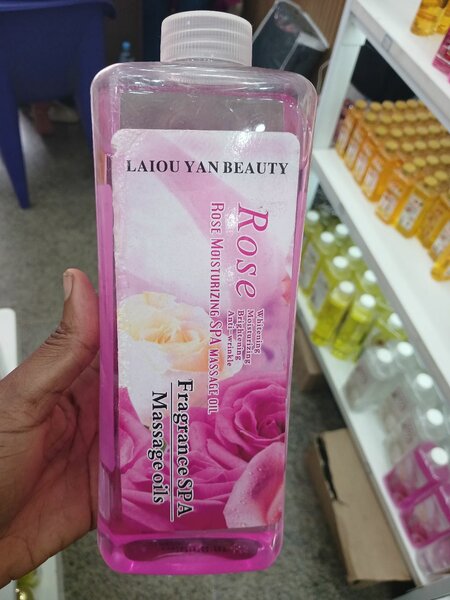 LAIOU YAN BEAUTY
Rose
ROSE MOISTURIZING SPA MASSAGE OIL
Whitening
Moisturizing
Brightening
Anti-wrinkle
Fragrance SPA
Massage oils